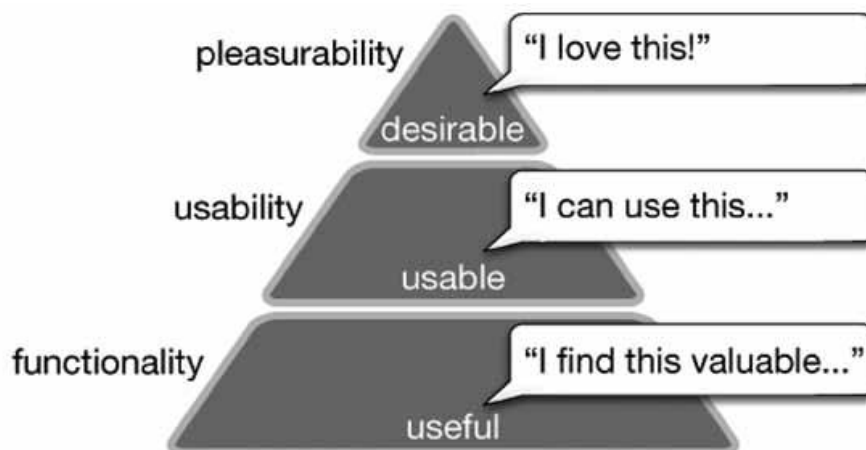 pleasurability
“I love this!”
desirable
usability
“I can use this...”
usable
functionality
“I find this valuable...”
useful